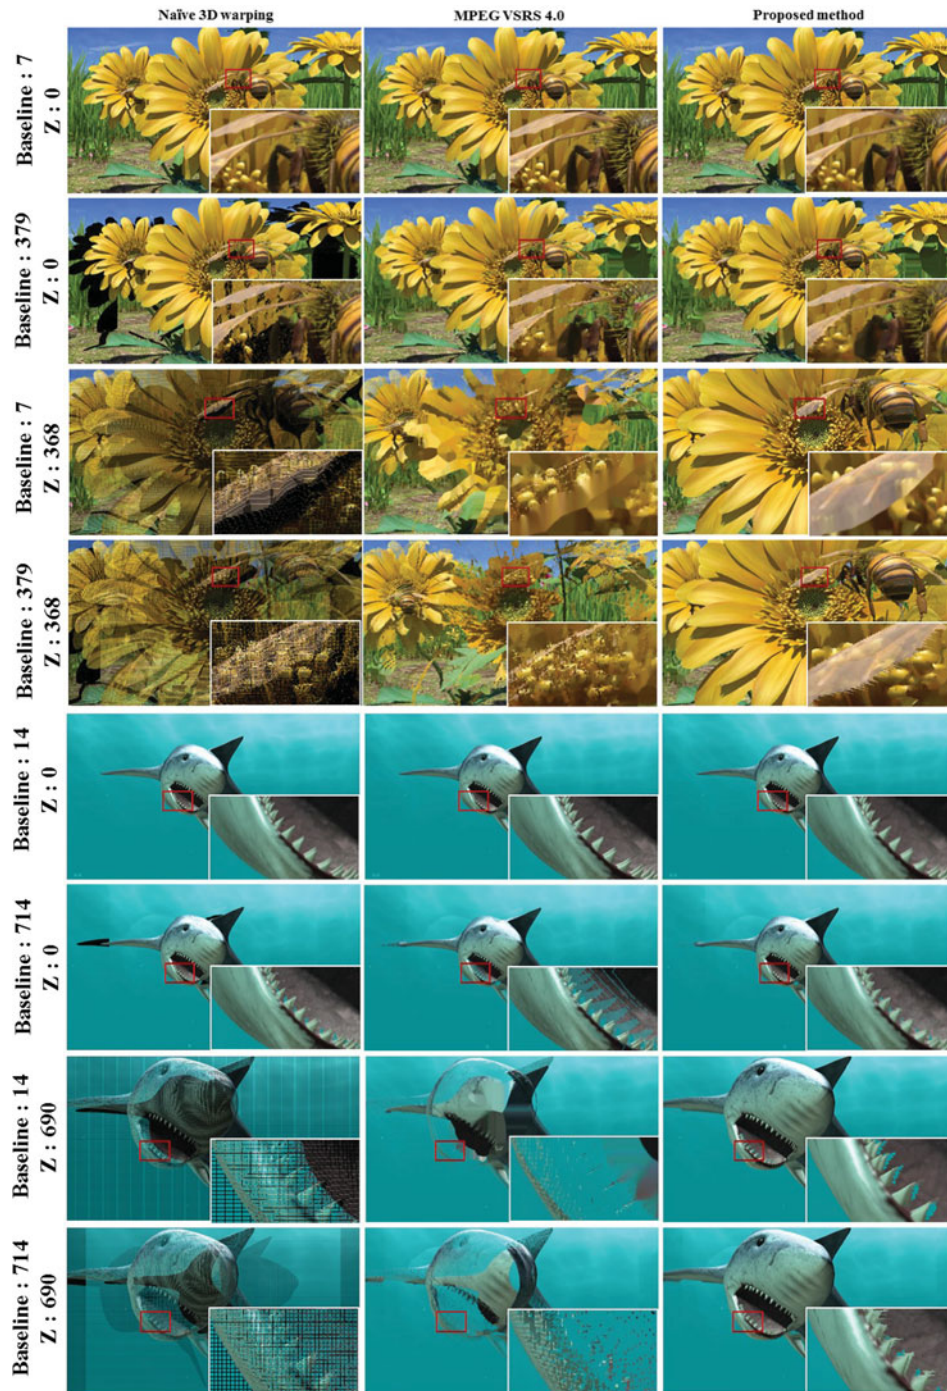 Naïve 3D warping
MPEG VSRS 4.0
Proposed method
Baseline : 7
Z : 0
Baseline : 379
Z : 0
Baseline : 7
Z : 368
Baseline : 379
Z : 368
Baseline : 14
Z : 0
Baseline : 714
Z : 0
Baseline : 14
Z : 690
Baseline : 714
Z : 690